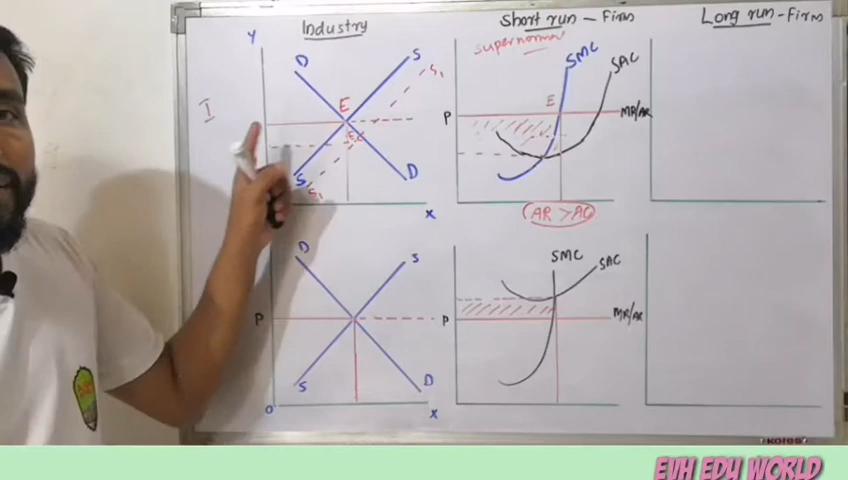 Industry
Short run - Firm
Long run - Firm
supernormal
Y
D
S
S1
E
I
E1
S
S1
D
X
P
E
SMC
SAC
MR/AR
AR > AC
D
S
P
S
D
O
X
SMC
SAC
P
MR/AR
kores
EVH EDU WORLD